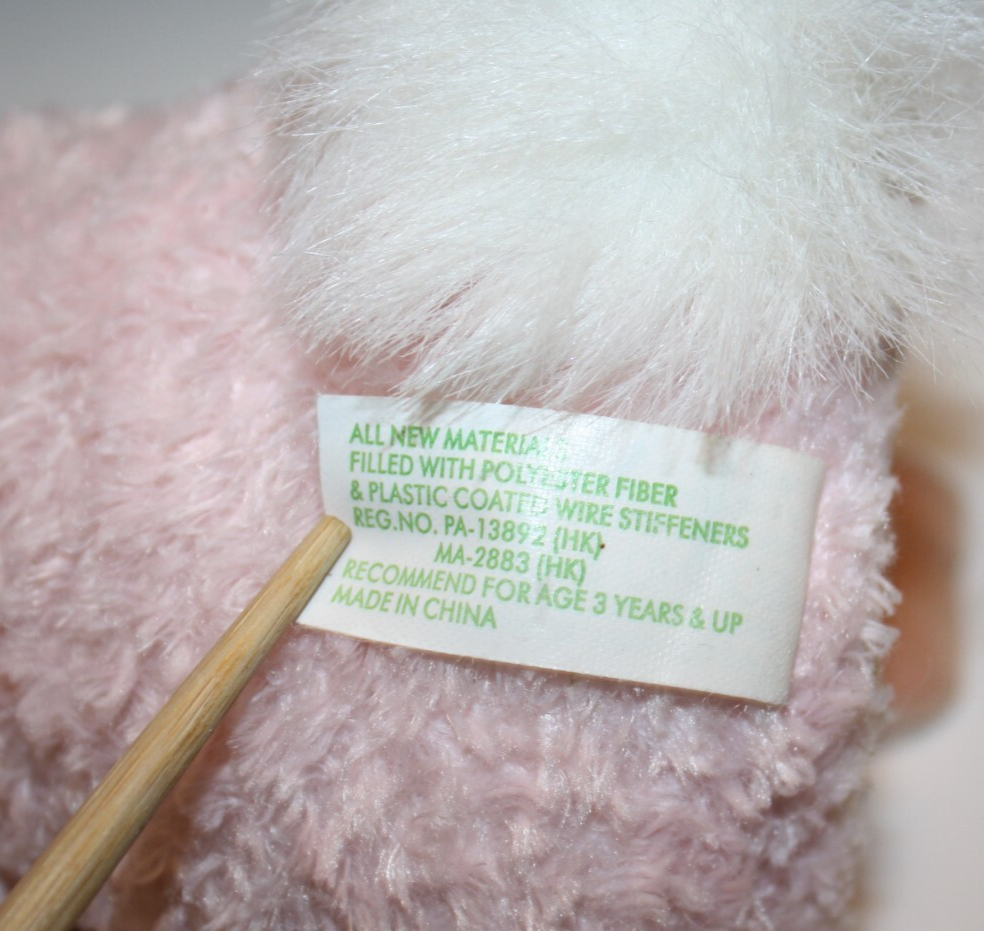 ALL NEW MATERIALS
FILLED WITH POLYESTER FIBER
& PLASTIC COATED WIRE STIFFENERS
REG.NO. PA-13892 (HK)
MA-2883 (HK)
RECOMMEND FOR AGE 3 YEARS & UP
MADE IN CHINA